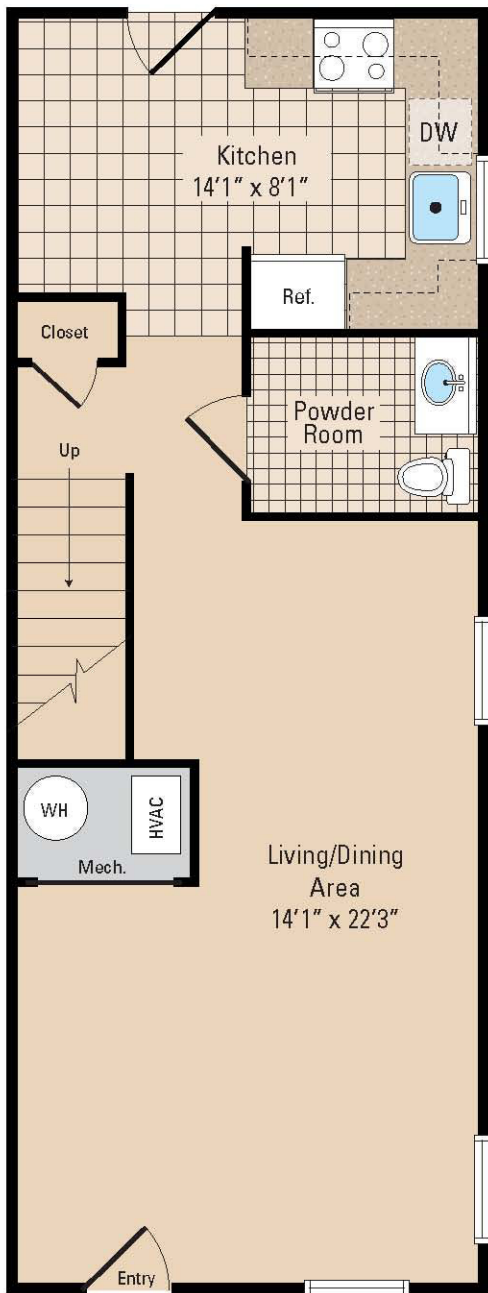 DW
Kitchen
14’1” x 8’1”
Ref.
Closet
Powder
Room
Up
WH
HVAC
Mech.
Living/Dining
Area
14’1” x 22’3”
Entry